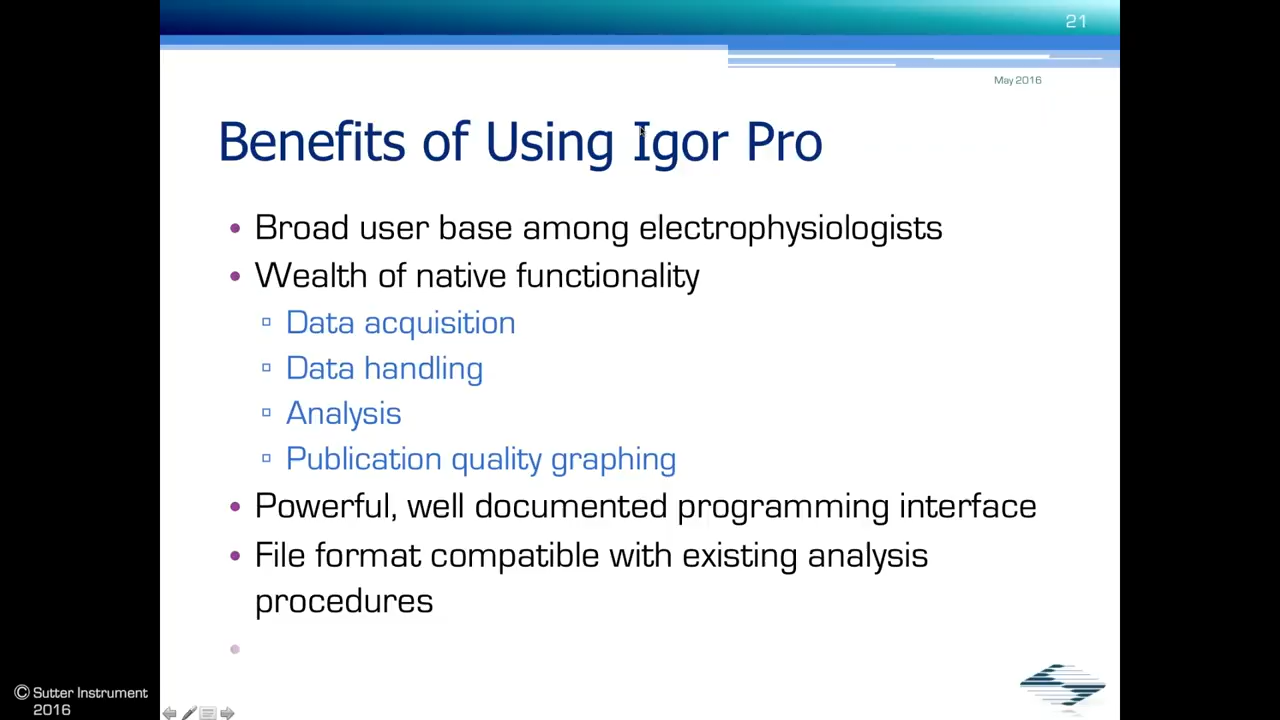 21
May 2016
Benefits of Using Igor Pro
• Broad user base among electrophysiologists
• Wealth of native functionality
▫ Data acquisition
▫ Data handling
▫ Analysis
▫ Publication quality graphing
• Powerful, well documented programming interface
• File format compatible with existing analysis
procedures
•
© Sutter Instrument
2016